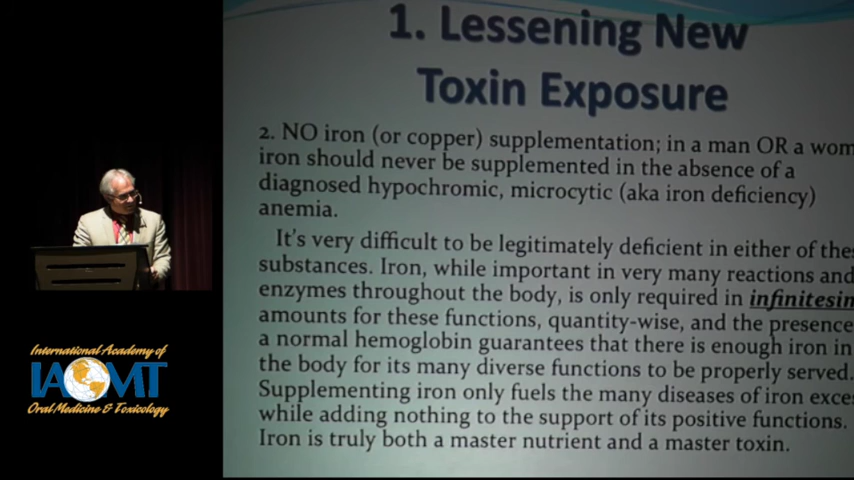 1. Lessening New
Toxin Exposure
2. NO iron (or copper) supplementation; in a man OR a wom
iron should never be supplemented in the absence of a
diagnosed hypochromic, microcytic (aka iron deficiency)
anemia.
It's very difficult to be legitimately deficient in either of thes
substances. Iron, while important in very many reactions and
enzymes throughout the body, is only required in infinitesim
amounts for these functions, quantity-wise, and the presence
a normal hemoglobin guarantees that there is enough iron in
the body for its many diverse functions to be properly served.
Supplementing iron only fuels the many diseases of iron exces
while adding nothing to the support of its positive functions.
Iron is truly both a master nutrient and a master toxin.
International Academy of
IAOMT
Oral Medicine & Toxicology